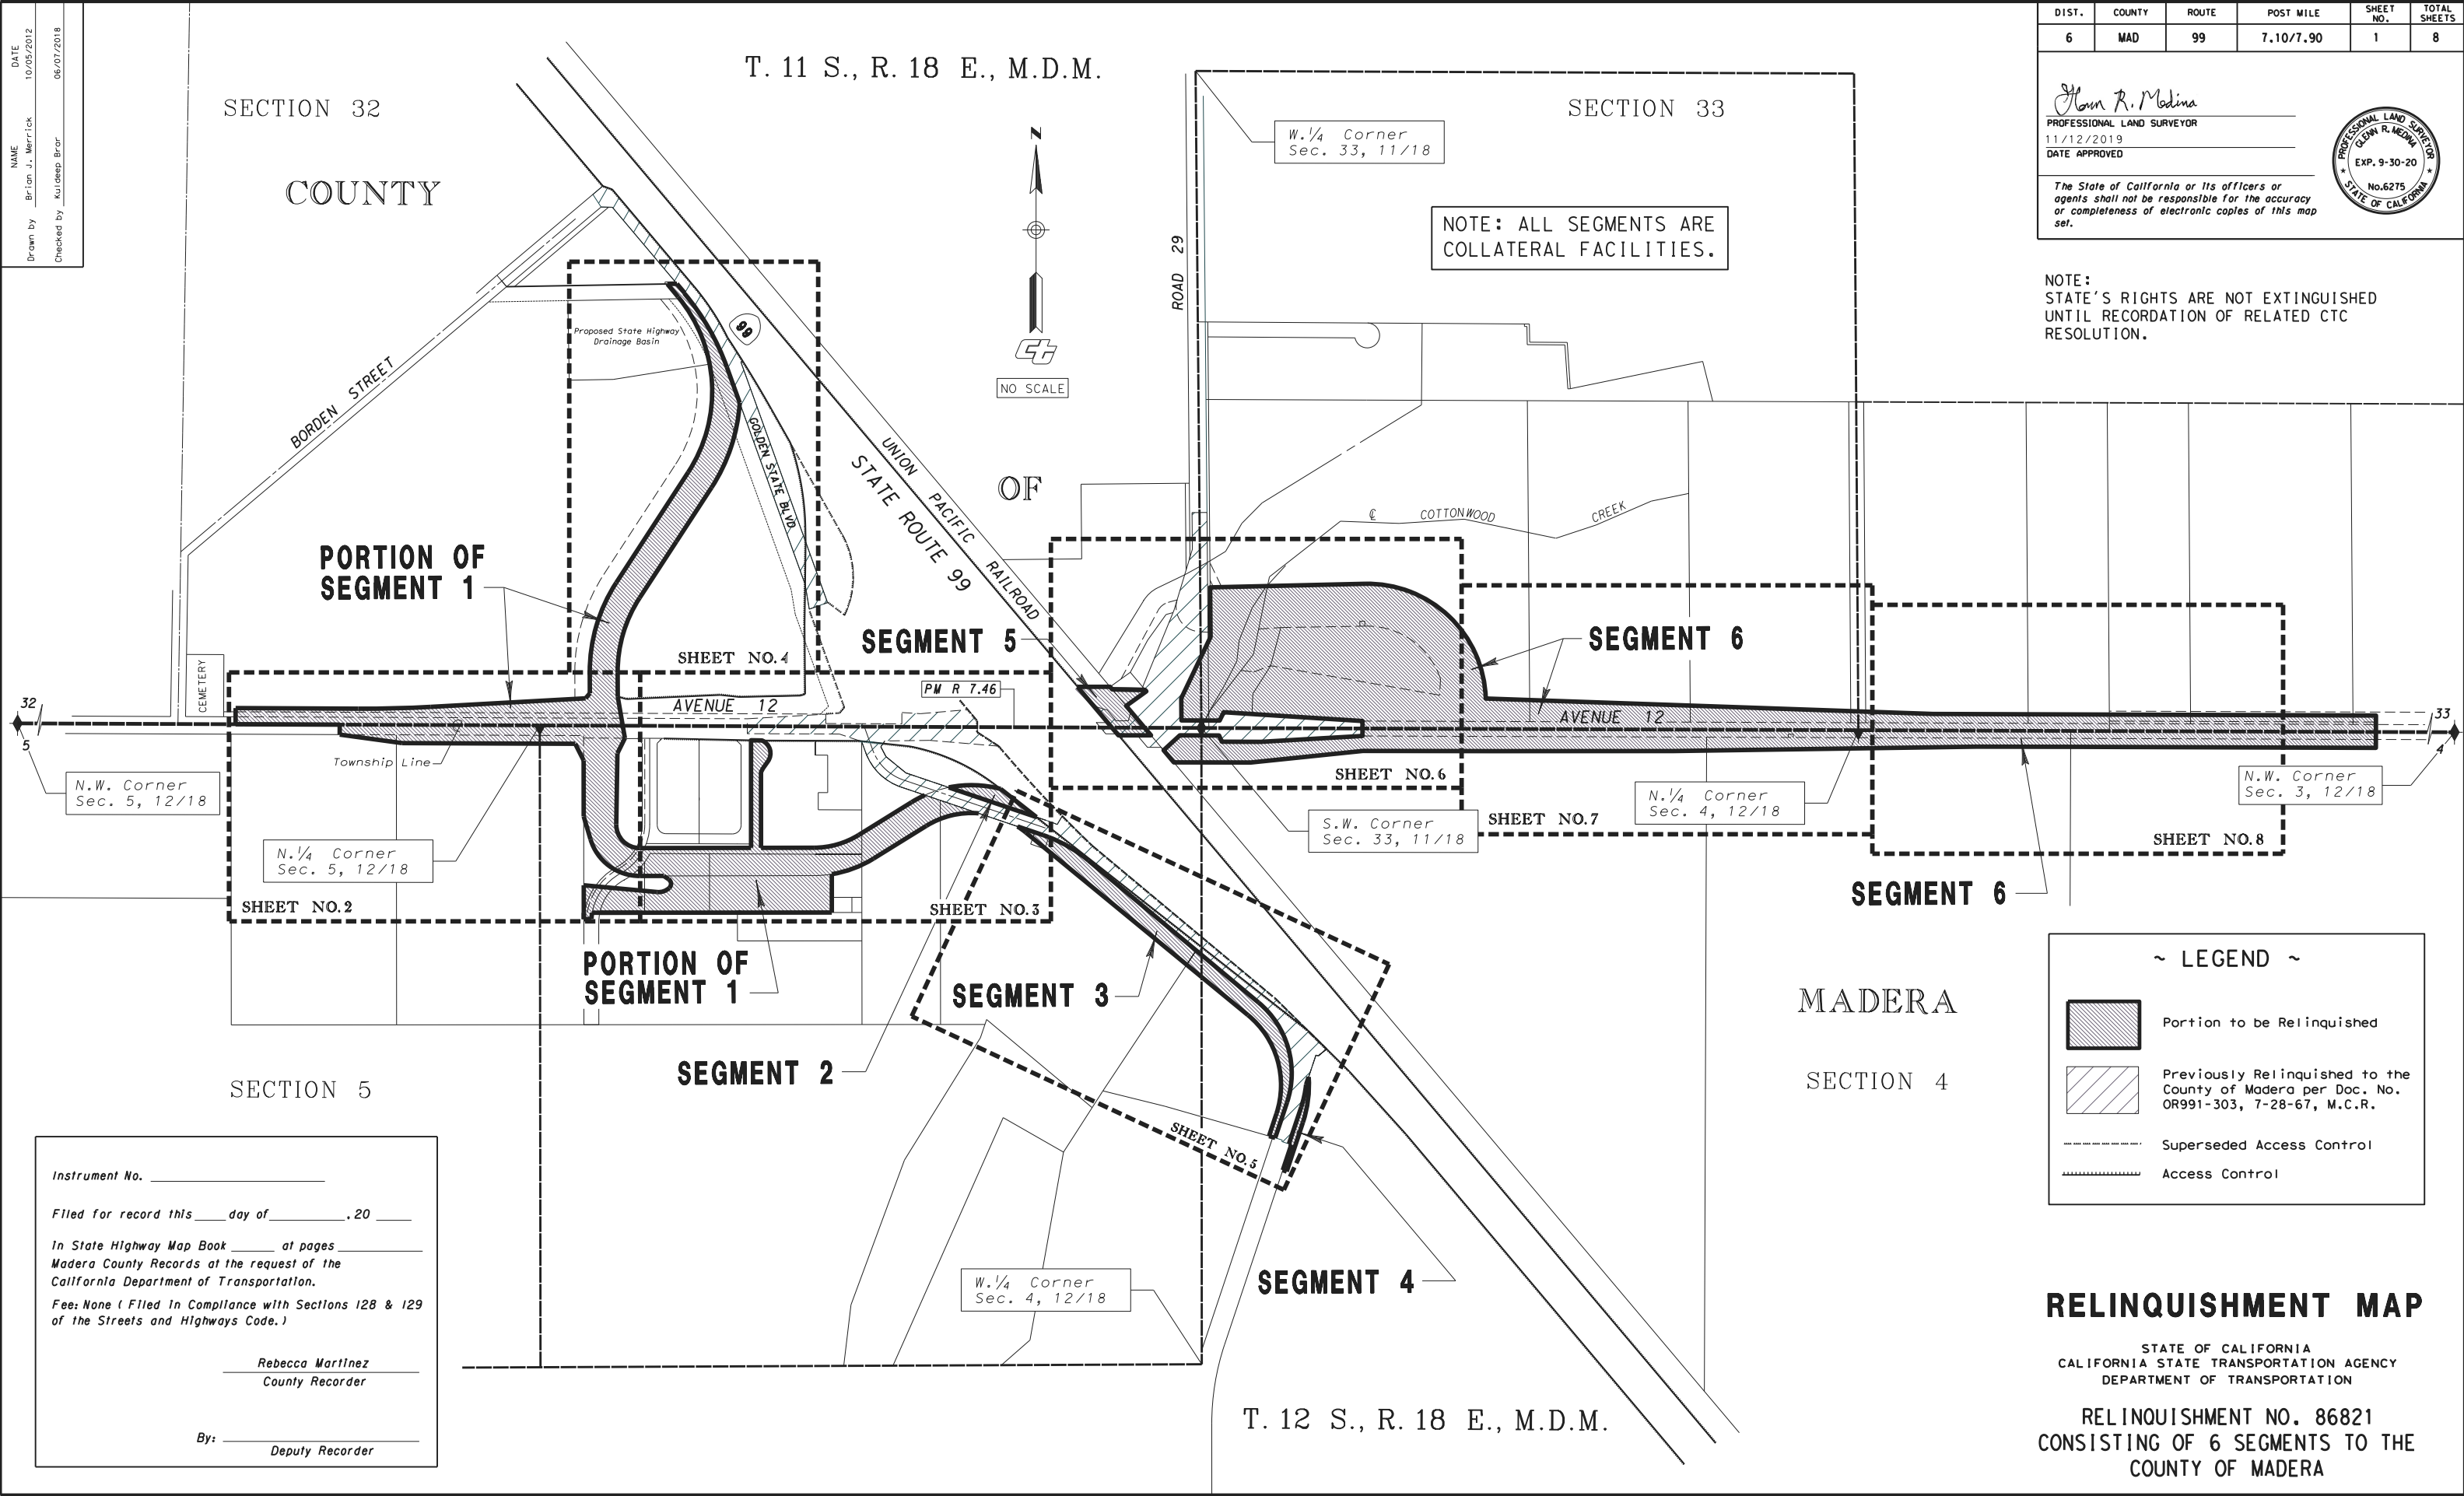 NAME DATE
Drawn by Brian J. Merrick 10/05/2012
Checked by Kuldeep Brar 06/07/2018
DIST. COUNTY ROUTE POST MILE SHEET NO. TOTAL SHEETS
6 MAD 99 7.10/7.90 1 8
PROFESSIONAL LAND SURVEYOR
11/12/2019
DATE APPROVED
The State of California or its officers or
agents shall not be responsible for the accuracy
or completeness of electronic copies of this map
set.
PROFESSIONAL LAND SURVEYOR
GLENN R. MEDINA
EXP. 9-30-20
No.6275
STATE OF CALIFORNIA
NOTE:
STATE'S RIGHTS ARE NOT EXTINGUISHED
UNTIL RECORDATION OF RELATED CTC
RESOLUTION.
T. 11 S., R. 18 E., M.D.M.
SECTION 32
SECTION 33
COUNTY
N
NO SCALE
W.1/4 Corner
Sec. 33, 11/18
NOTE: ALL SEGMENTS ARE
COLLATERAL FACILITIES.
ROAD 29
BORDEN STREET
Proposed State Highway
Drainage Basin
99
GOLDEN STATE BLVD.
UNION PACIFIC RAILROAD
STATE ROUTE 99
OF
℄ COTTONWOOD CREEK
PORTION OF
SEGMENT 1
SEGMENT 5
SEGMENT 6
CEMETERY
SHEET NO.4
PM R 7.46
AVENUE 12
AVENUE 12
32
5
33
4
Township Line
N.W. Corner
Sec. 5, 12/18
N.1/4 Corner
Sec. 5, 12/18
SHEET NO.2
SHEET NO.3
SHEET NO.6
S.W. Corner
Sec. 33, 11/18
SHEET NO.7
N.1/4 Corner
Sec. 4, 12/18
N.W. Corner
Sec. 3, 12/18
SHEET NO.8
SEGMENT 6
PORTION OF
SEGMENT 1
SEGMENT 3
SEGMENT 2
SHEET NO.5
SECTION 5
MADERA
SECTION 4
~ LEGEND ~
Portion to be Relinquished
Previously Relinquished to the
County of Madera per Doc. No.
OR991-303, 7-28-67, M.C.R.
Superseded Access Control
Access Control
W.1/4 Corner
Sec. 4, 12/18
SEGMENT 4
T. 12 S., R. 18 E., M.D.M.
Instrument No.
Filed for record this day of , 20
in State Highway Map Book at pages
Madera County Records at the request of the
California Department of Transportation.
Fee: None ( Filed in Compliance with Sections 128 & 129
of the Streets and Highways Code.)
Rebecca Martinez
County Recorder
By:
Deputy Recorder
RELINQUISHMENT MAP
STATE OF CALIFORNIA
CALIFORNIA STATE TRANSPORTATION AGENCY
DEPARTMENT OF TRANSPORTATION
RELINQUISHMENT NO. 86821
CONSISTING OF 6 SEGMENTS TO THE
COUNTY OF MADERA